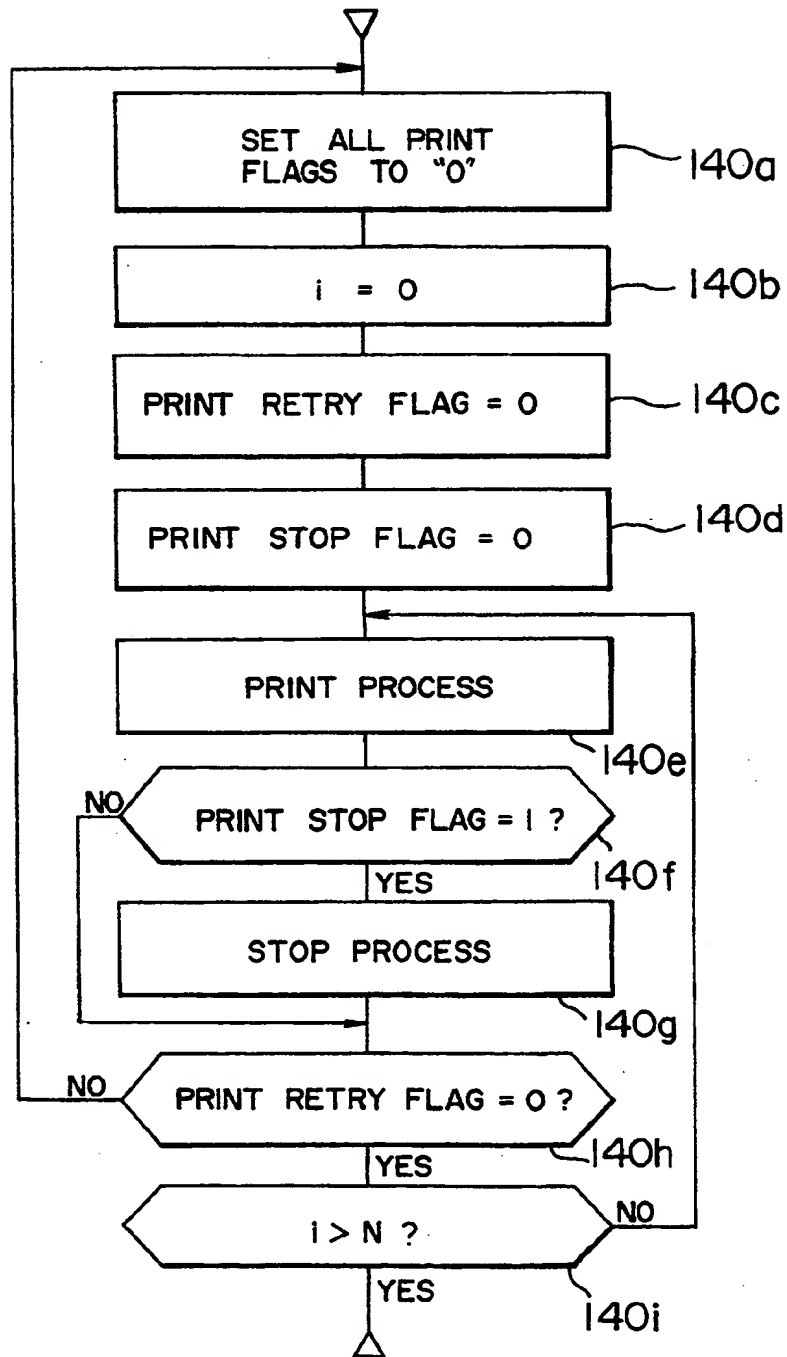 SET ALL PRINT
FLAGS TO "0"
140a
i = 0
140b
PRINT RETRY FLAG = 0
140c
PRINT STOP FLAG = 0
140d
PRINT PROCESS
140e
NO
PRINT STOP FLAG = 1 ?
140f
YES
STOP PROCESS
140g
NO
PRINT RETRY FLAG = 0 ?
140h
YES
i > N ?
NO
140i
YES